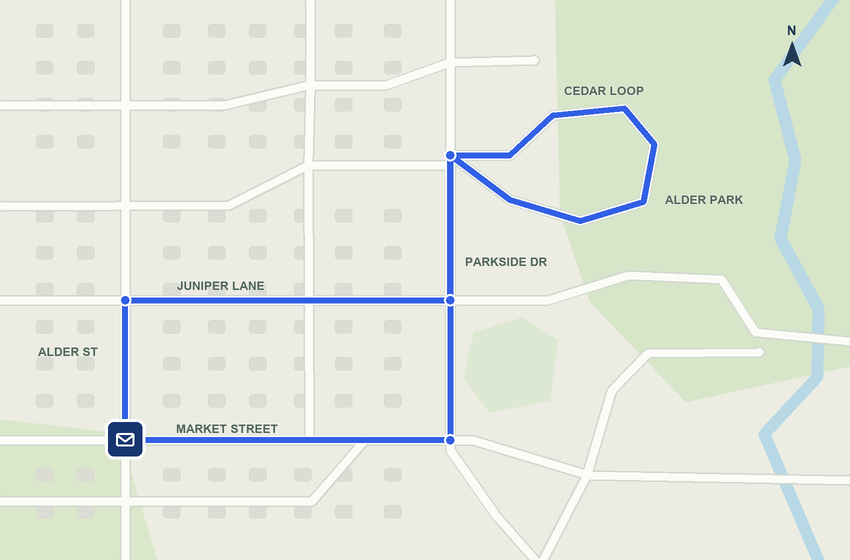 N
CEDAR LOOP
ALDER PARK
PARKSIDE DR
JUNIPER LANE
ALDER ST
MARKET STREET